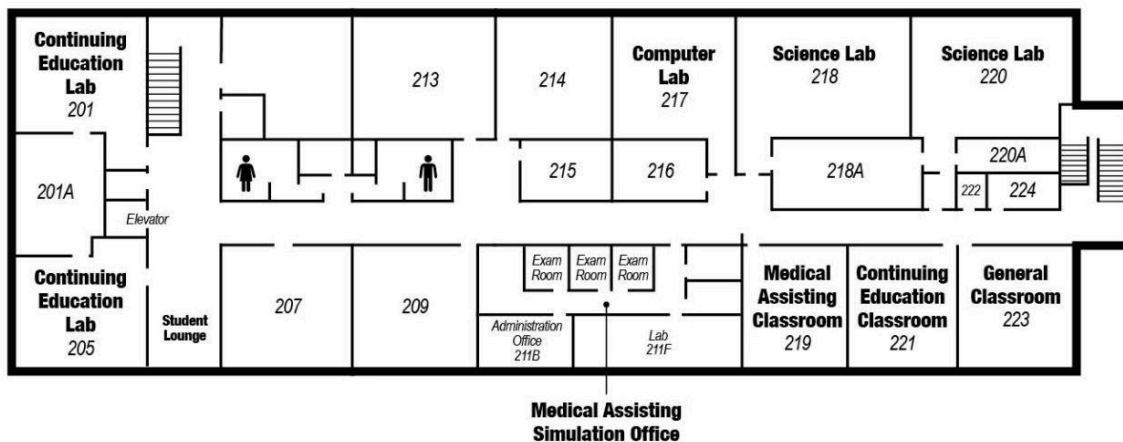 Continuing
Education
Lab
201
213
214
Computer
Lab
217
Science Lab
218
Science Lab
220
201A
215
216
218A
220A
222
224
Elevator
Continuing
Education
Lab
205
Student
Lounge
207
209
Exam
Room
Exam
Room
Exam
Room
Administration
Office
211B
Lab
211F
Medical
Assisting
Classroom
219
Continuing
Education
Classroom
221
General
Classroom
223
Medical Assisting
Simulation Office